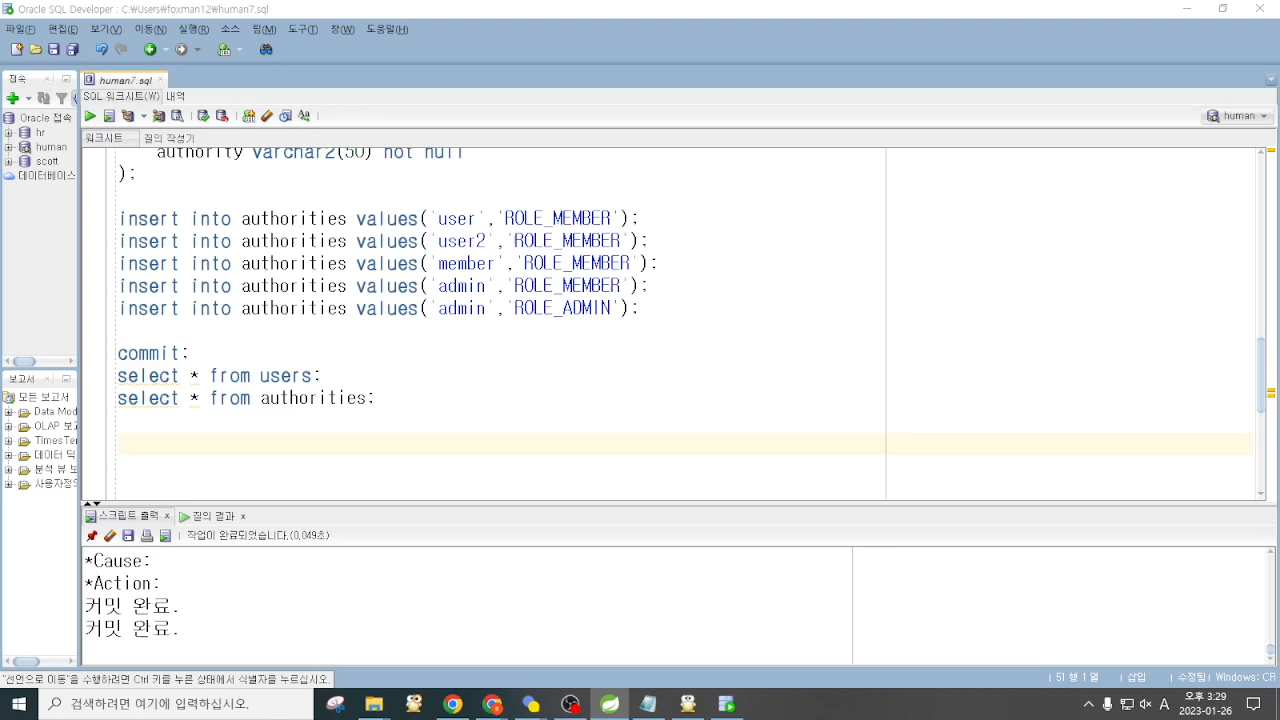 Oracle SQL Developer : C:₩Users₩foxman12₩human7.sql
파일(F) 편집(E) 보기(V) 이동(N) 실행(R) 소스 팀(M) 도구(T) 창(W) 도움말(H)
접속
Oracle 접속
hr
human
scott
데이터베이스
보고서
모든 보고서
Data Mod
OLAP 보고
TimesTen
데이터 딕
분석 뷰 보
사용자정의
human7.sql
SQL 워크시트(W) 내역
human
워크시트 질의 작성기
authority varchar2(50) not null
);
insert into authorities values('user','ROLE_MEMBER');
insert into authorities values('user2','ROLE_MEMBER');
insert into authorities values('member','ROLE_MEMBER');
insert into authorities values('admin','ROLE_MEMBER');
insert into authorities values('admin','ROLE_ADMIN');
commit;
select * from users;
select * from authorities;
스크립트 출력 × 질의 결과 ×
작업이 완료되었습니다.(0,049초)
*Cause:
*Action:
커밋 완료.
커밋 완료.
"선언으로 이동"을 수행하려면 Ctrl 키를 누른 상태에서 식별자를 누르십시오.
51 행 1 열 삽입 수정됨 Windows: CR
검색하려면 여기에 입력하십시오.
A
오후 3:29
2023-01-26